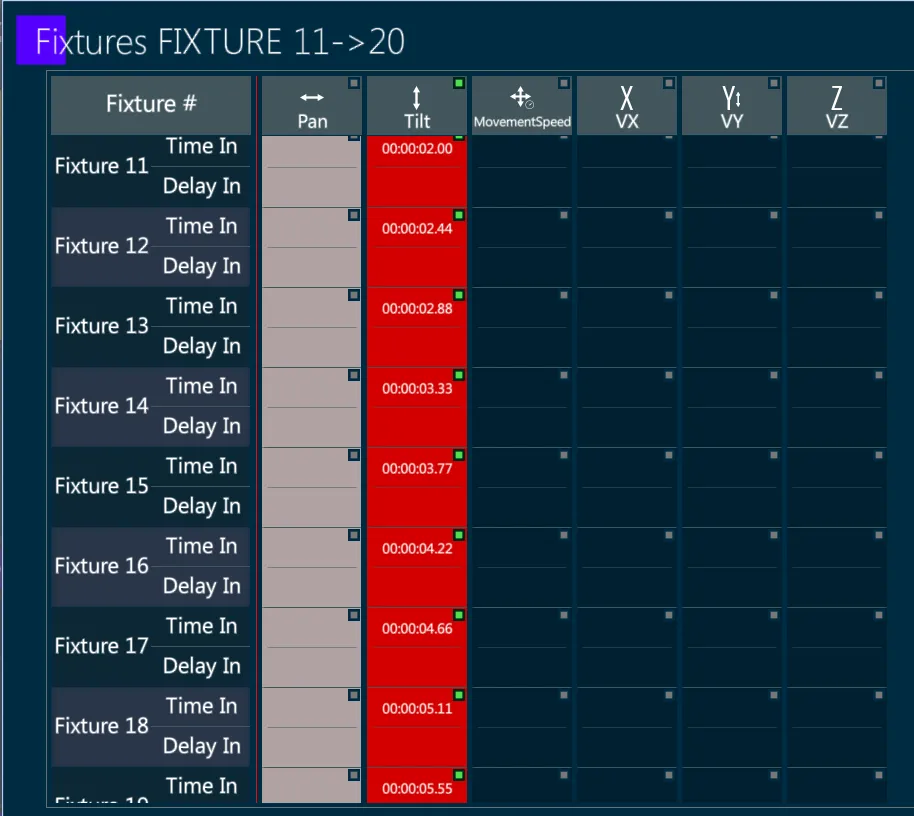 Fixtures FIXTURE 11->20
Fixture # Pan Tilt MovementSpeed X VX Y VY Z VZ
Fixture 11 Time In 00:00:02.00
Delay In
Fixture 12 Time In 00:00:02.44
Delay In
Fixture 13 Time In 00:00:02.88
Delay In
Fixture 14 Time In 00:00:03.33
Delay In
Fixture 15 Time In 00:00:03.77
Delay In
Fixture 16 Time In 00:00:04.22
Delay In
Fixture 17 Time In 00:00:04.66
Delay In
Fixture 18 Time In 00:00:05.11
Delay In
Fixture 19 Time In 00:00:05.55